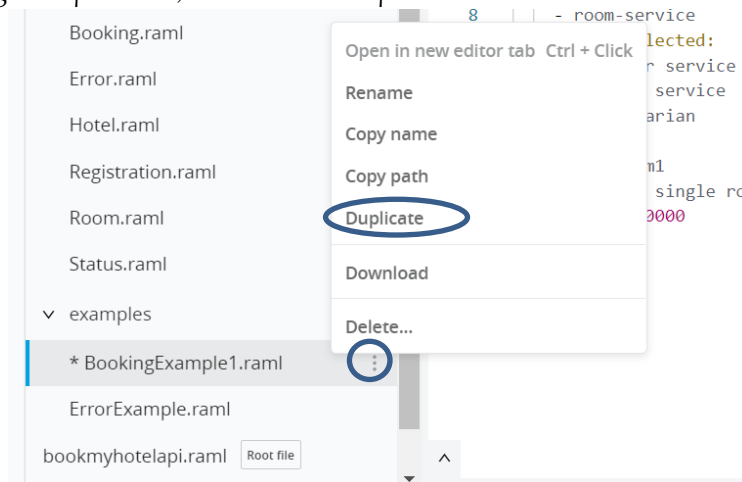 Booking.raml
Error.raml
Hotel.raml
Registration.raml
Room.raml
Status.raml
examples
* BookingExample1.raml
ErrorExample.raml
bookmyhotelapi.raml Root file
Open in new editor tab Ctrl + Click
Rename
Copy name
Copy path
Duplicate
Download
Delete...
8 - room-service
lected:
r service
service
arian
m1
single ro
0000